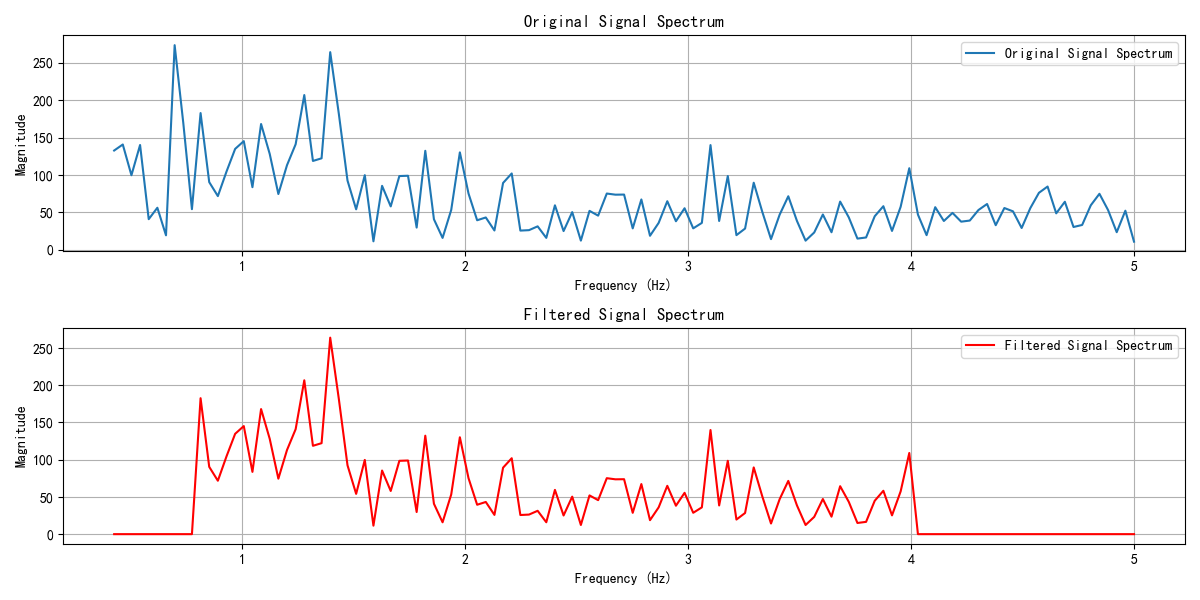 Original Signal Spectrum
Original Signal Spectrum
Magnitude
250
200
150
100
50
0
1
2
3
4
5
Frequency (Hz)
Filtered Signal Spectrum
Filtered Signal Spectrum
Magnitude
250
200
150
100
50
0
1
2
3
4
5
Frequency (Hz)